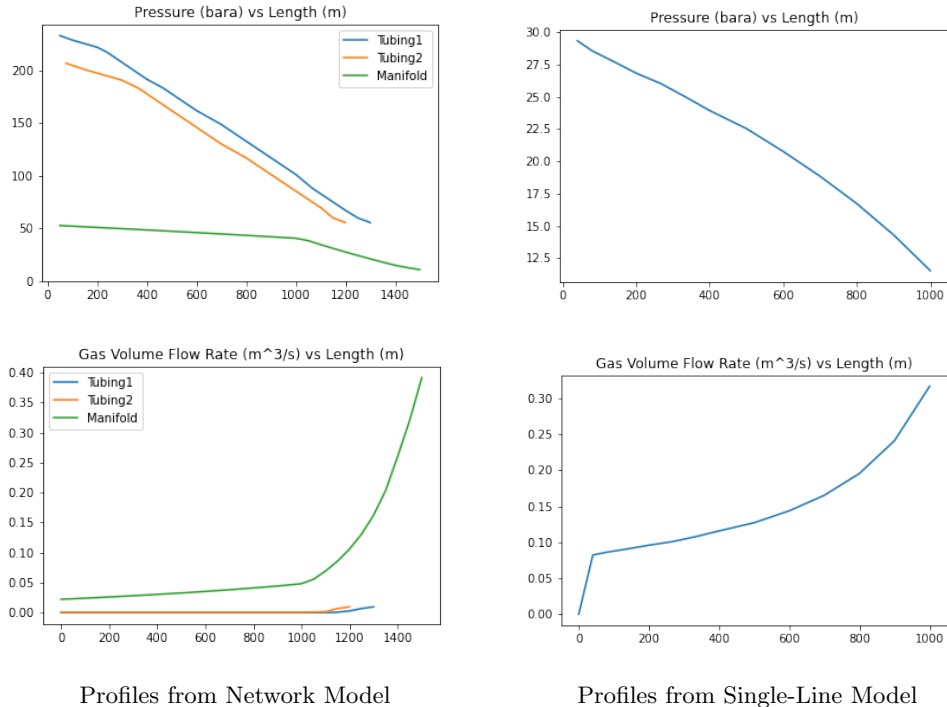 Pressure (bara) vs Length (m)
Tubing1
Tubing2
Manifold
200
150
100
50
0
0 200 400 600 800 1000 1200 1400
Pressure (bara) vs Length (m)
30.0
27.5
25.0
22.5
20.0
17.5
15.0
12.5
0 200 400 600 800 1000
Gas Volume Flow Rate (m^3/s) vs Length (m)
Tubing1
Tubing2
Manifold
0.40
0.35
0.30
0.25
0.20
0.15
0.10
0.05
0.00
0 200 400 600 800 1000 1200 1400
Gas Volume Flow Rate (m^3/s) vs Length (m)
0.30
0.25
0.20
0.15
0.10
0.05
0.00
0 200 400 600 800 1000
Profiles from Network Model
Profiles from Single-Line Model